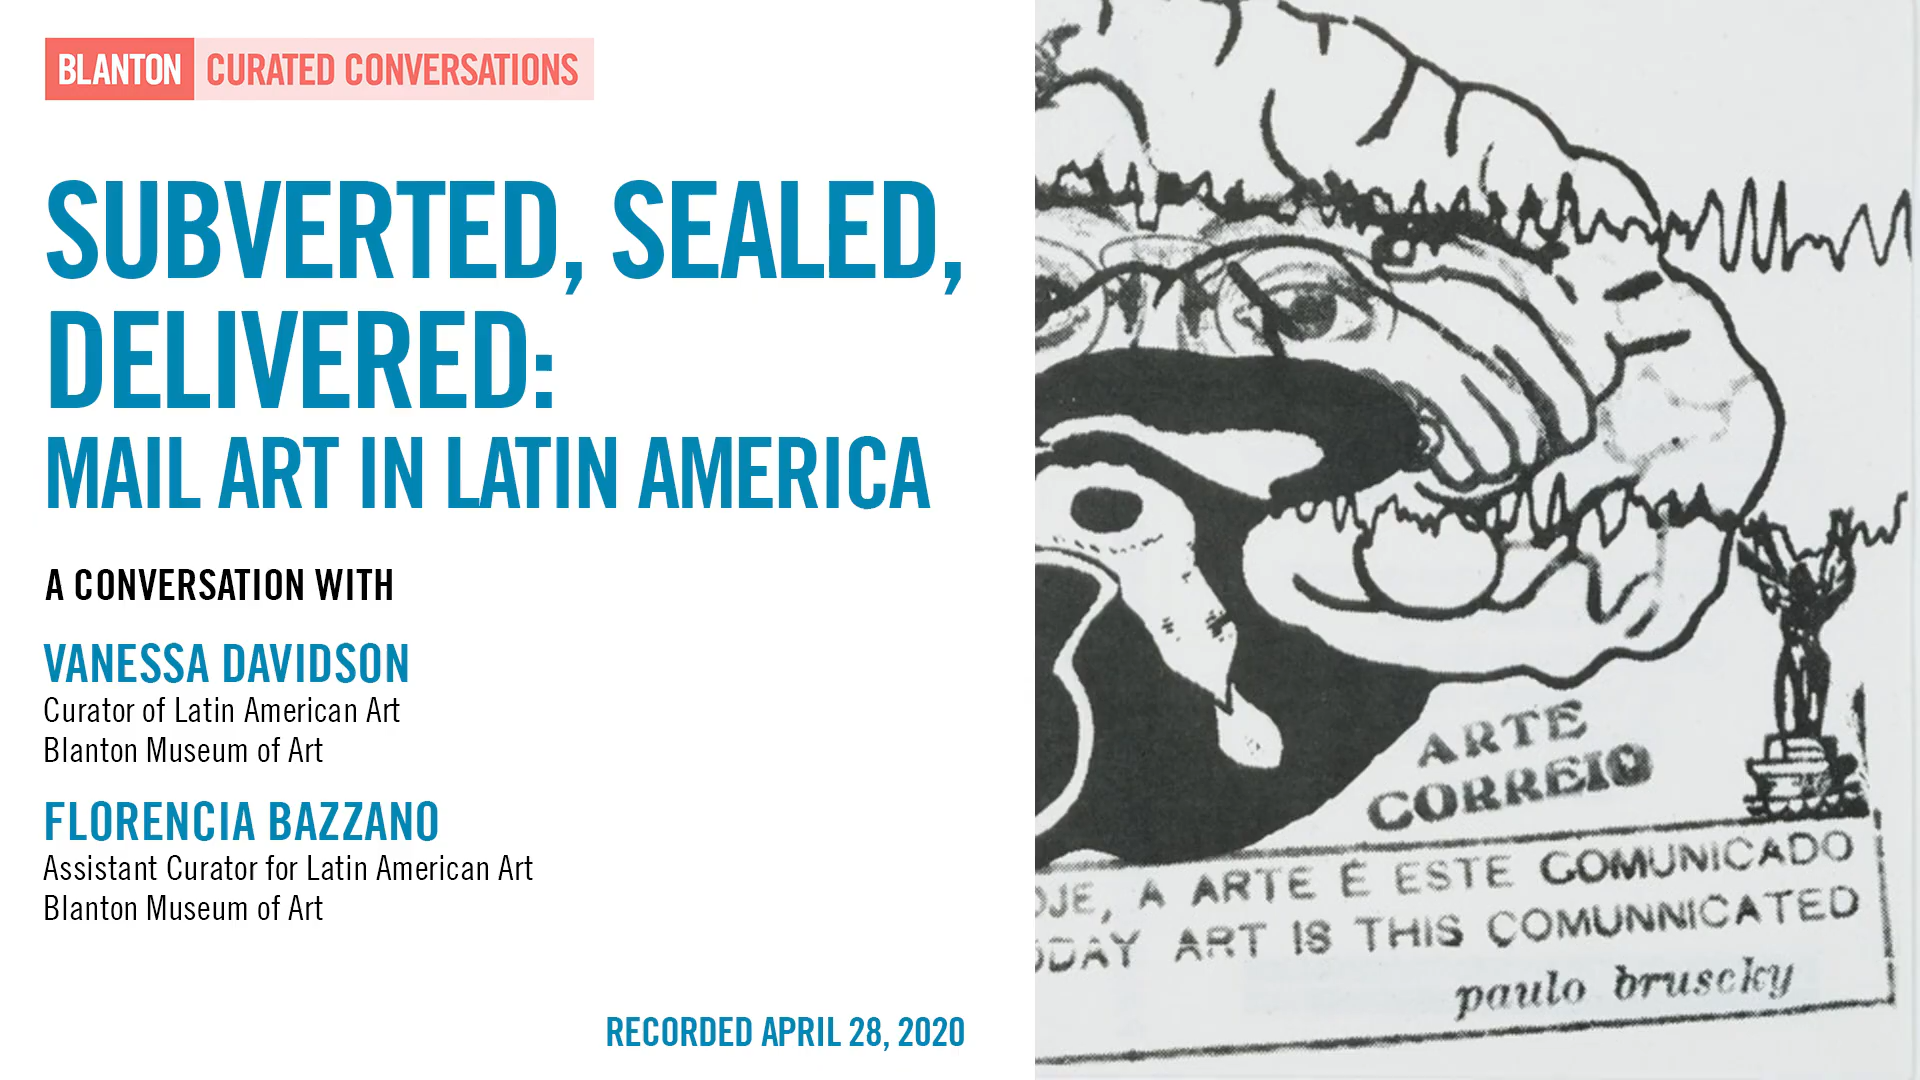 BLANTON CURATED CONVERSATIONS
SUBVERTED, SEALED,
DELIVERED:
MAIL ART IN LATIN AMERICA
A CONVERSATION WITH
VANESSA DAVIDSON
Curator of Latin American Art
Blanton Museum of Art
FLORENCIA BAZZANO
Assistant Curator for Latin American Art
Blanton Museum of Art
RECORDED APRIL 28, 2020
ARTE
CORREIO
OJE, A ARTE É ESTE COMUNICADO
ODAY ART IS THIS COMUNNICATED
paulo bruscky